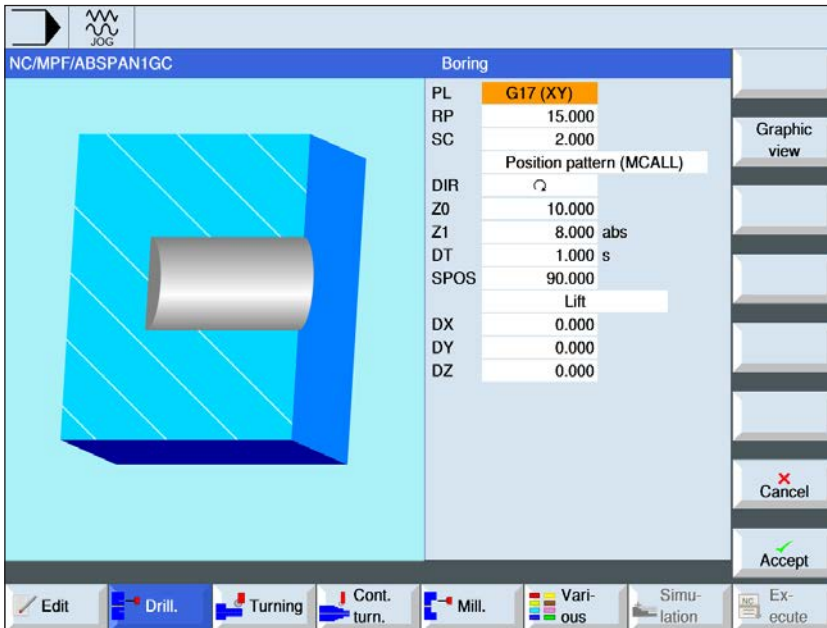 JOG
NC/MPF/ABSPAN1GC
Boring
PL G17 (XY)
RP 15.000
SC 2.000
Position pattern (MCALL)
DIR
Z0 10.000
Z1 8.000 abs
DT 1.000 s
SPOS 90.000
Lift
DX 0.000
DY 0.000
DZ 0.000
Graphic
view
Cancel
Accept
Edit
Drill.
Turning
Cont.
turn.
Mill.
Vari-
ous
Simu-
lation
NC
Ex-
ecute